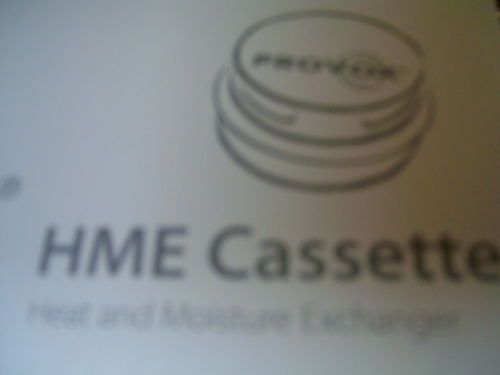 PROVOX
HME Cassette
Heat and Moisture Exchanger